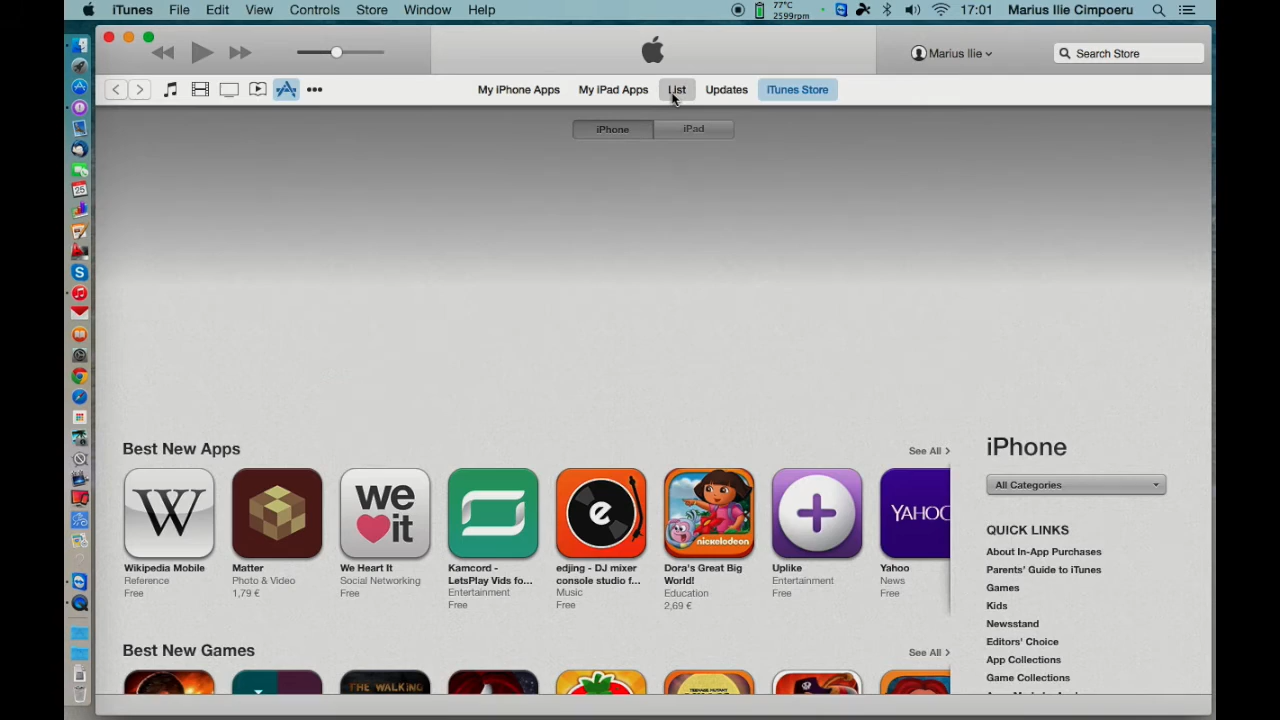 iTunes File Edit View Controls Store Window Help 77°C 2599rpm 17:01 Marius Ilie Cimpoeru
Marius Ilie Search Store
My iPhone Apps My iPad Apps List Updates iTunes Store
iPhone iPad
Best New Apps See All >
iPhone
All Categories
W we it e nickelodeon YAHOO
QUICK LINKS
Wikipedia Mobile
Reference
Free
Matter
Photo & Video
1,79 €
We Heart It
Social Networking
Free
Kamcord -
LetsPlay Vids fo...
Entertainment
Free
edjing - DJ mixer
console studio f...
Music
Free
Dora's Great Big
World!
Education
2,69 €
Uplike
Entertainment
Free
Yahoo
News
Free
About In-App Purchases
Parents' Guide to iTunes
Games
Kids
Newsstand
Editors' Choice
App Collections
Game Collections
Best New Games See All >
THE WALKING
25
S